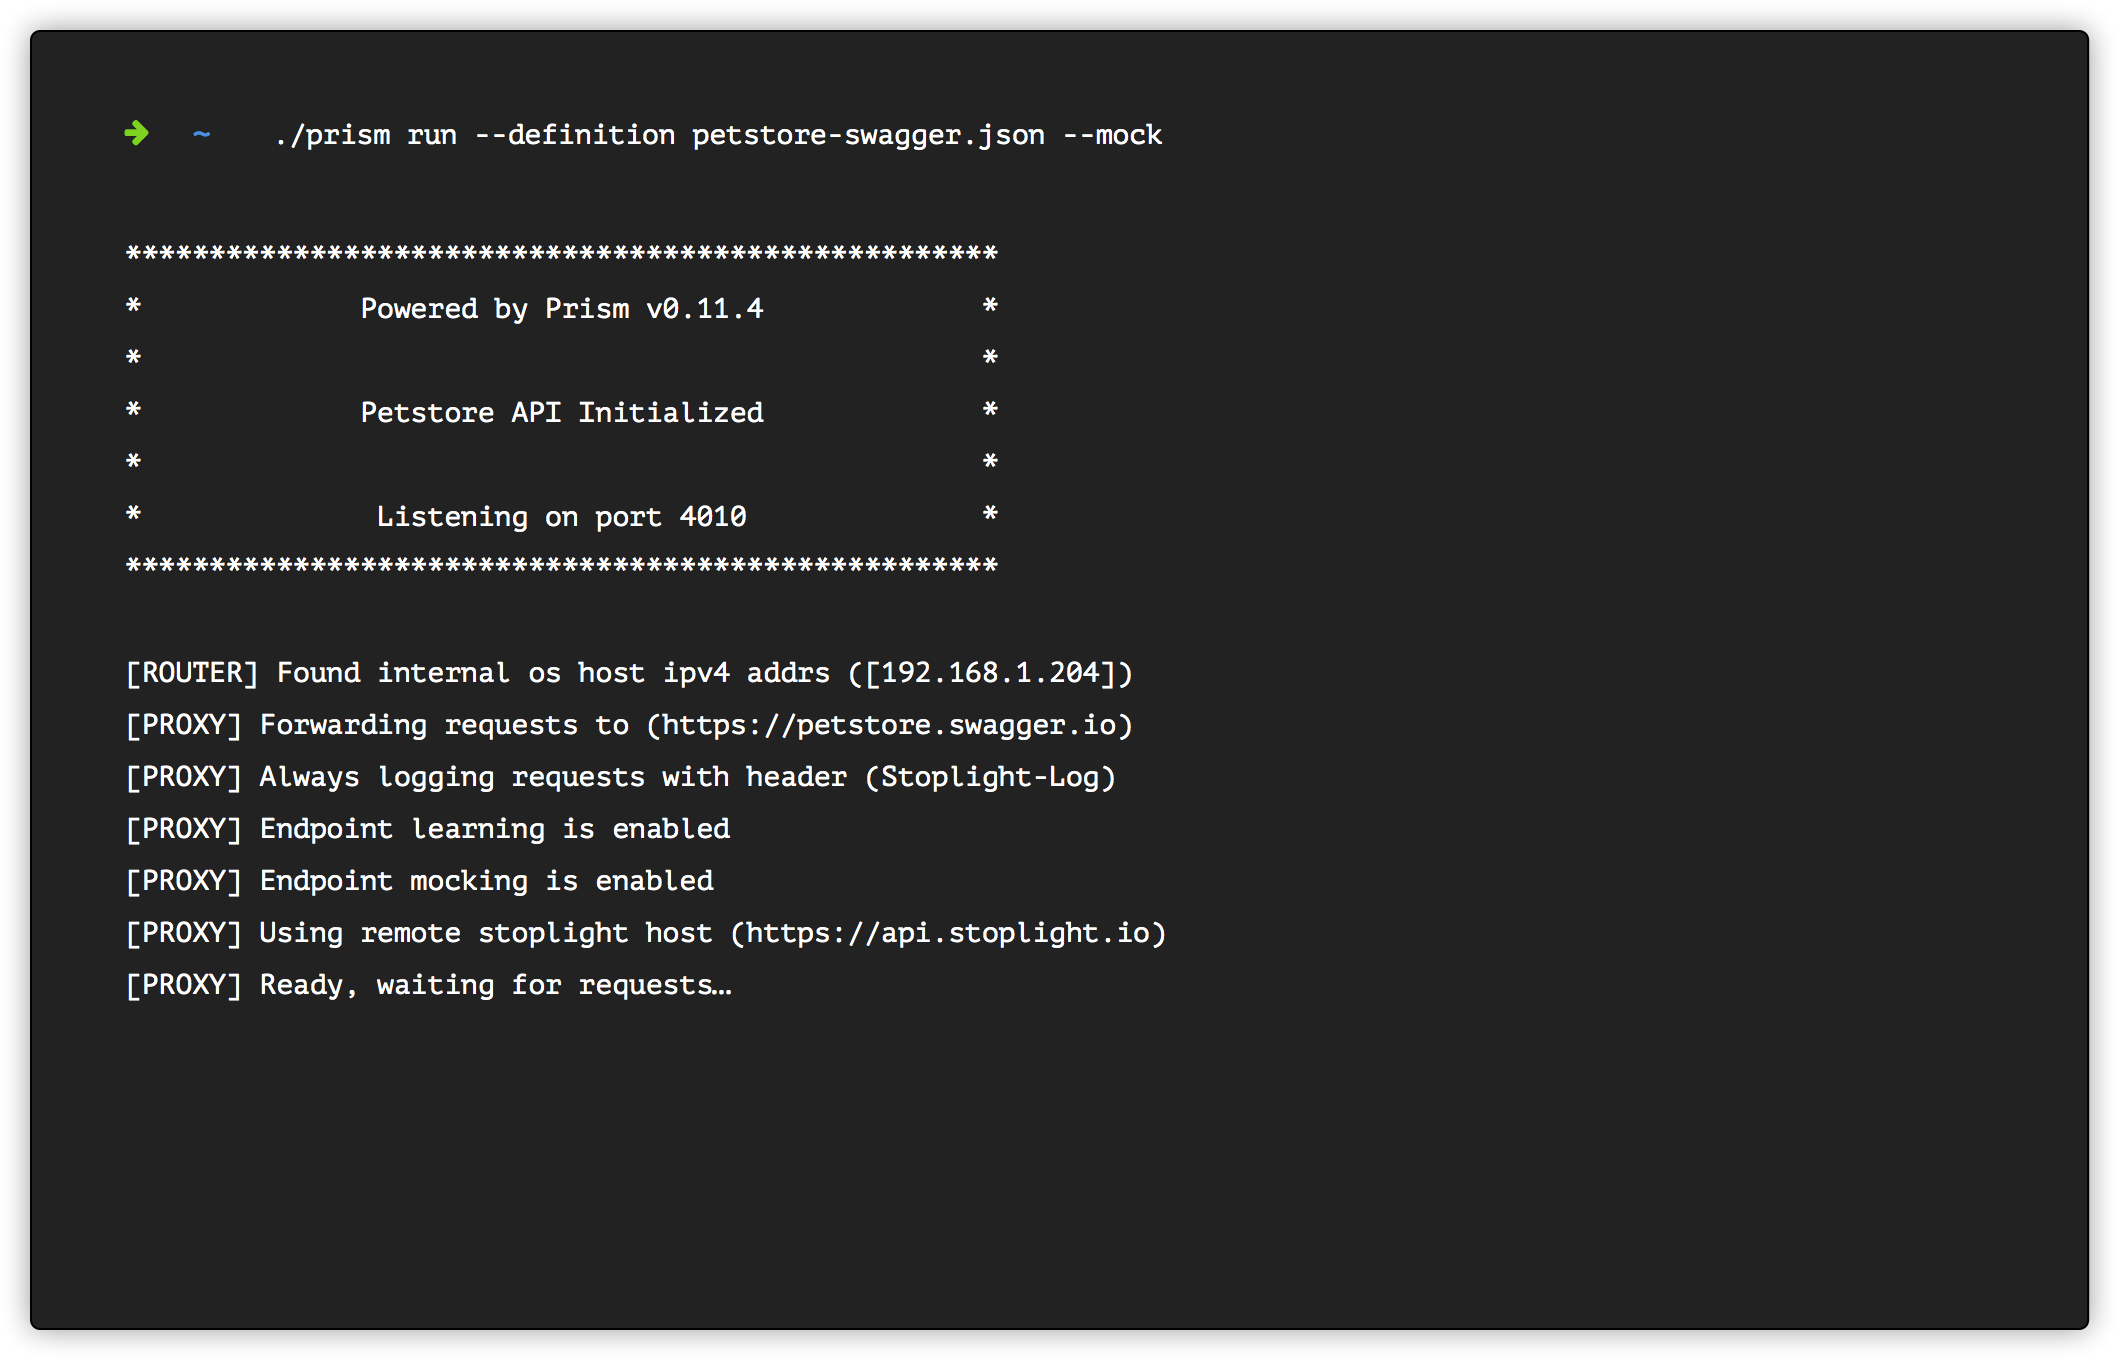 ➜ ~ ./prism run --definition petstore-swagger.json --mock
****************************************************
* Powered by Prism v0.11.4 *
* *
* Petstore API Initialized *
* *
* Listening on port 4010 *
****************************************************
[ROUTER] Found internal os host ipv4 addrs ([192.168.1.204])
[PROXY] Forwarding requests to (https://petstore.swagger.io)
[PROXY] Always logging requests with header (Stoplight-Log)
[PROXY] Endpoint learning is enabled
[PROXY] Endpoint mocking is enabled
[PROXY] Using remote stoplight host (https://api.stoplight.io)
[PROXY] Ready, waiting for requests…